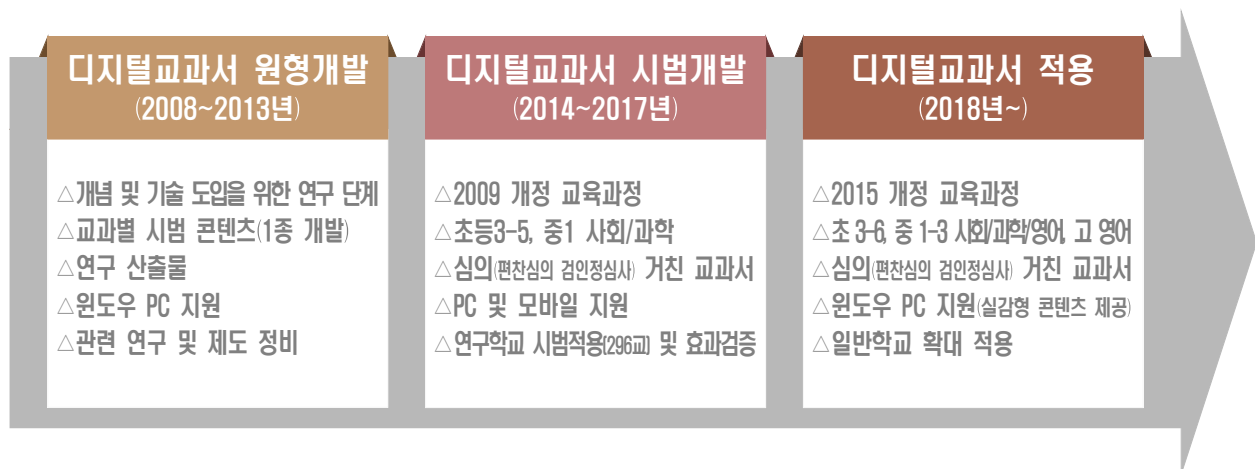 디지털교과서 원형개발
(2008~2013년)
△개념 및 기술 도입을 위한 연구 단계
△교과별 시범 콘텐츠(1종 개발)
△연구 산출물
△윈도우 PC 지원
△관련 연구 및 제도 정비
디지털교과서 시범개발
(2014~2017년)
△2009 개정 교육과정
△초등3-5, 중1 사회/과학
△심의(편찬심의 검인정심사) 거친 교과서
△PC 및 모바일 지원
△연구학교 시범적용(296교) 및 효과검증
디지털교과서 적용
(2018년~)
△2015 개정 교육과정
△초 3-6, 중 1-3 사회/과학/영어, 고 영어
△심의(편찬심의 검인정심사) 거친 교과서
△윈도우 PC 지원(실감형 콘텐츠 제공)
△일반학교 확대 적용